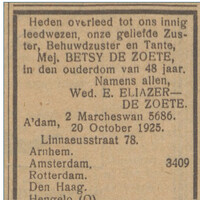 Heden overleed tot ons innig
leedwezen, onze geliefde Zus-
ter, Behuwdzuster en Tante,
Mej. BETSY DE ZOETE,
in den ouderdom van 48 jaar.
Namens allen,
Wed. E. ELIAZER—
DE ZOETE.
2 Marcheswan 5686.
A'dam, 20 October 1925.
Linnaeusstraat 78.
Arnhem.
Amsterdam, 3409
Rotterdam.
Den Haag.
Hengelo (O)